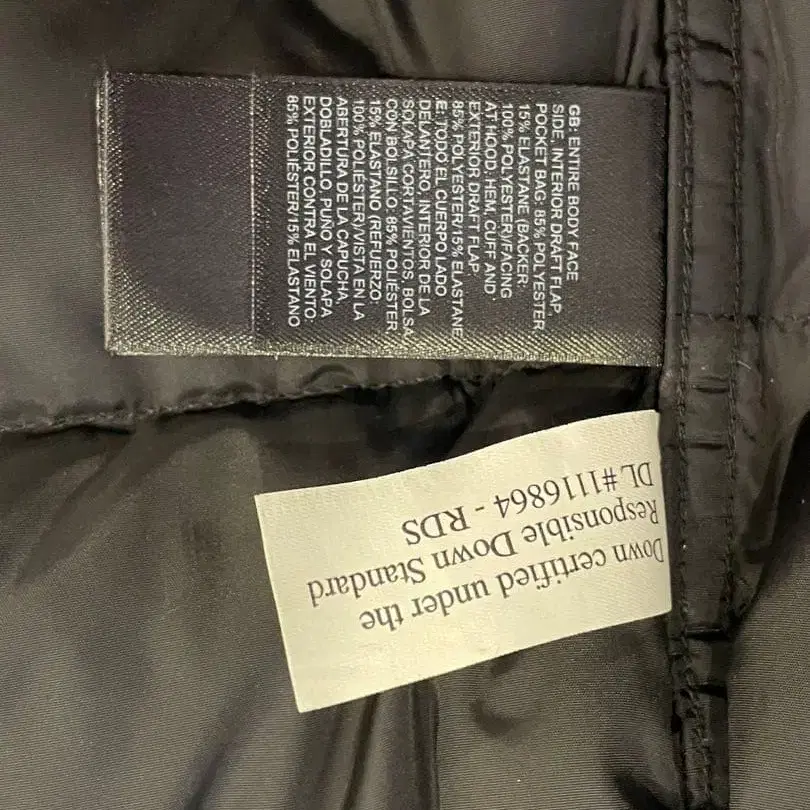 GB: ENTIRE BODY FACE
SIDE, INTERIOR DRAFT FLAP,
POCKET BAG: 85% POLYESTER
15% ELASTANE (BACKER:
100% POLYESTER)/FACING
AT HOOD, HEM, CUFF AND
EXTERIOR DRAFT FLAP:
85% POLYESTER/15% ELASTANE
E: TODO EL CUERPO LADO
DELANTERO, INTERIOR DE LA
SOLAPA CORTAVIENTOS, BOLSA
CON BOLSILLO: 85% POLIÉSTER,
15% ELASTANO (REFUERZO:
100% POLIÉSTER)/VISTA EN LA
ABERTURA DE LA CAPUCHA,
DOBLADILLO, PUÑO Y SOLAPA
EXTERIOR CONTRA EL VIENTO:
85% POLIÉSTER/15% ELASTANO
Down certified under the
Responsible Down Standard
DL#1116864 - RDS